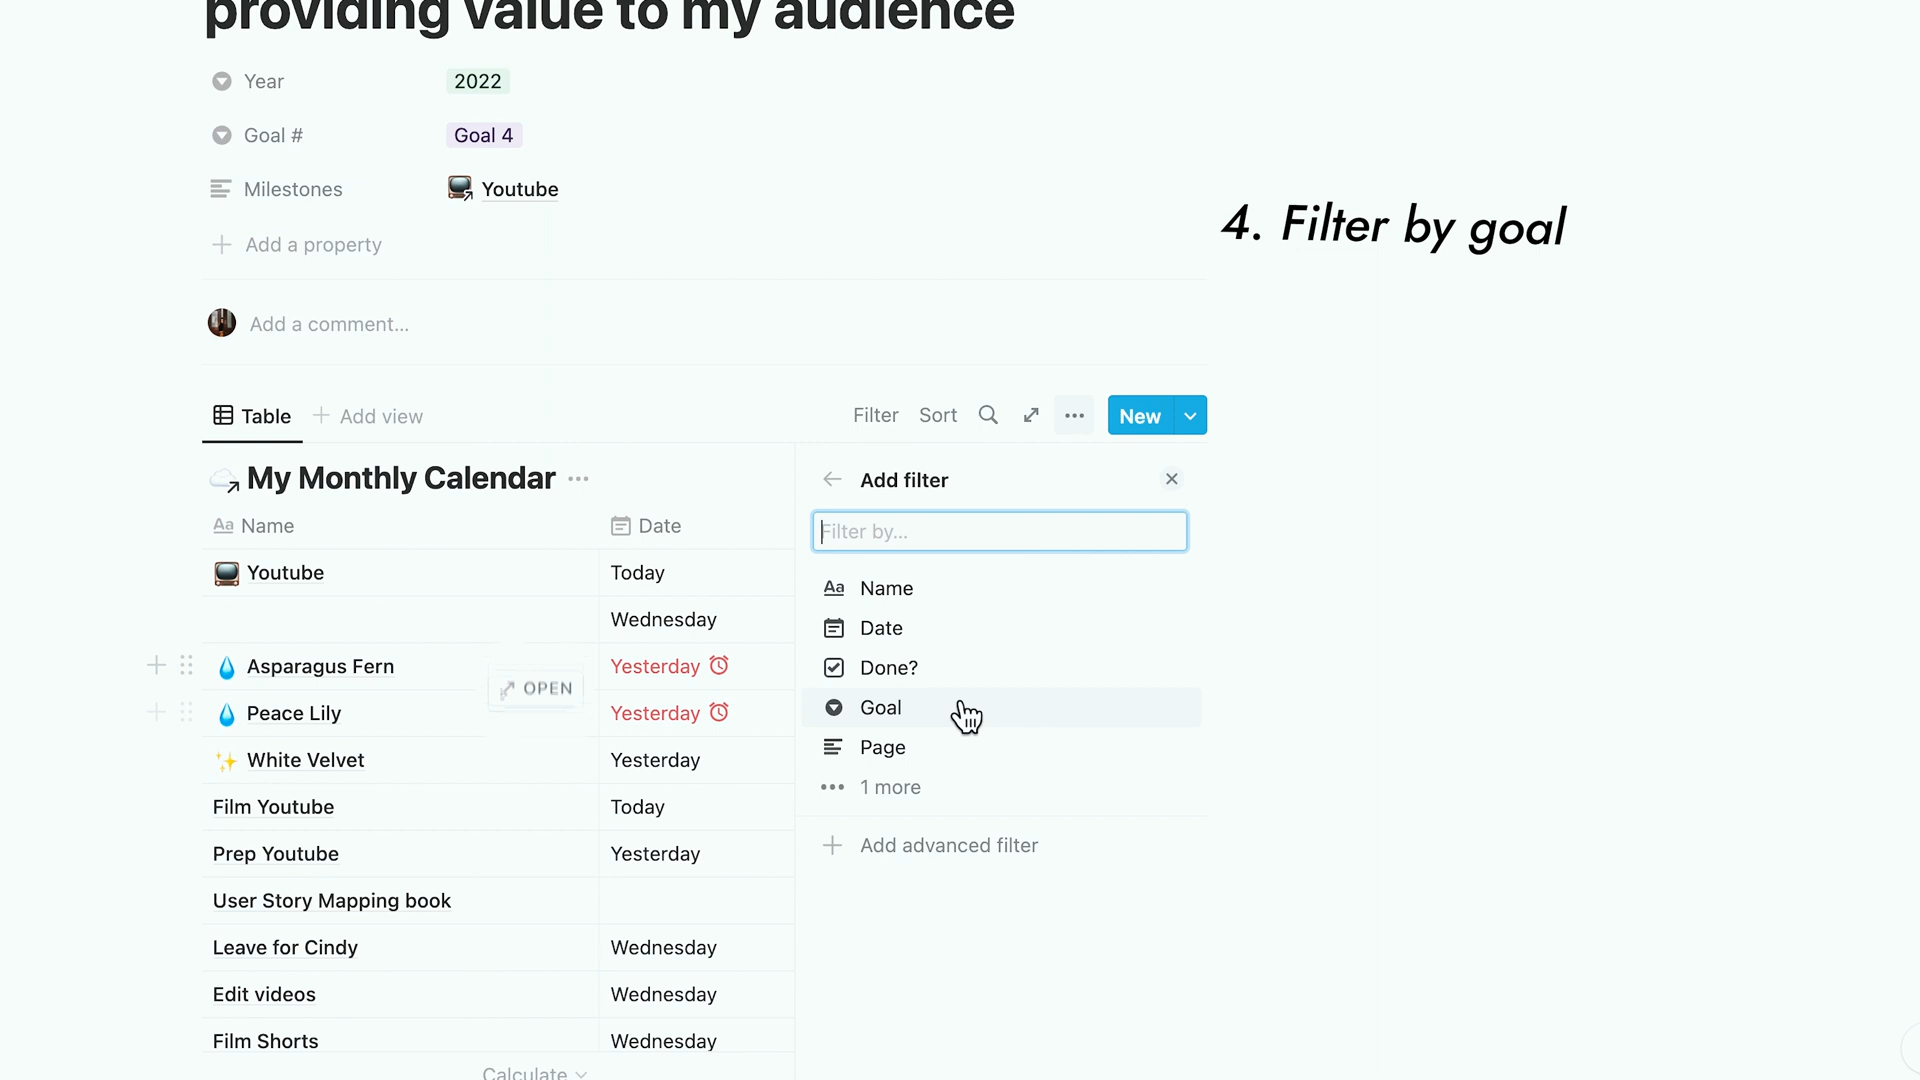 providing value to my audience
Year 2022
Goal # Goal 4
Milestones Youtube
Add a property
4. Filter by goal
Add a comment...
Table Add view Filter Sort New
My Monthly Calendar
Aa Name Date
Youtube Today
Wednesday
Asparagus Fern Yesterday
OPEN
Peace Lily Yesterday
White Velvet Yesterday
Film Youtube Today
Prep Youtube Yesterday
User Story Mapping book
Leave for Cindy Wednesday
Edit videos Wednesday
Film Shorts Wednesday
Calculate
Add filter
Filter by...
Aa Name
Date
Done?
Goal
Page
1 more
Add advanced filter